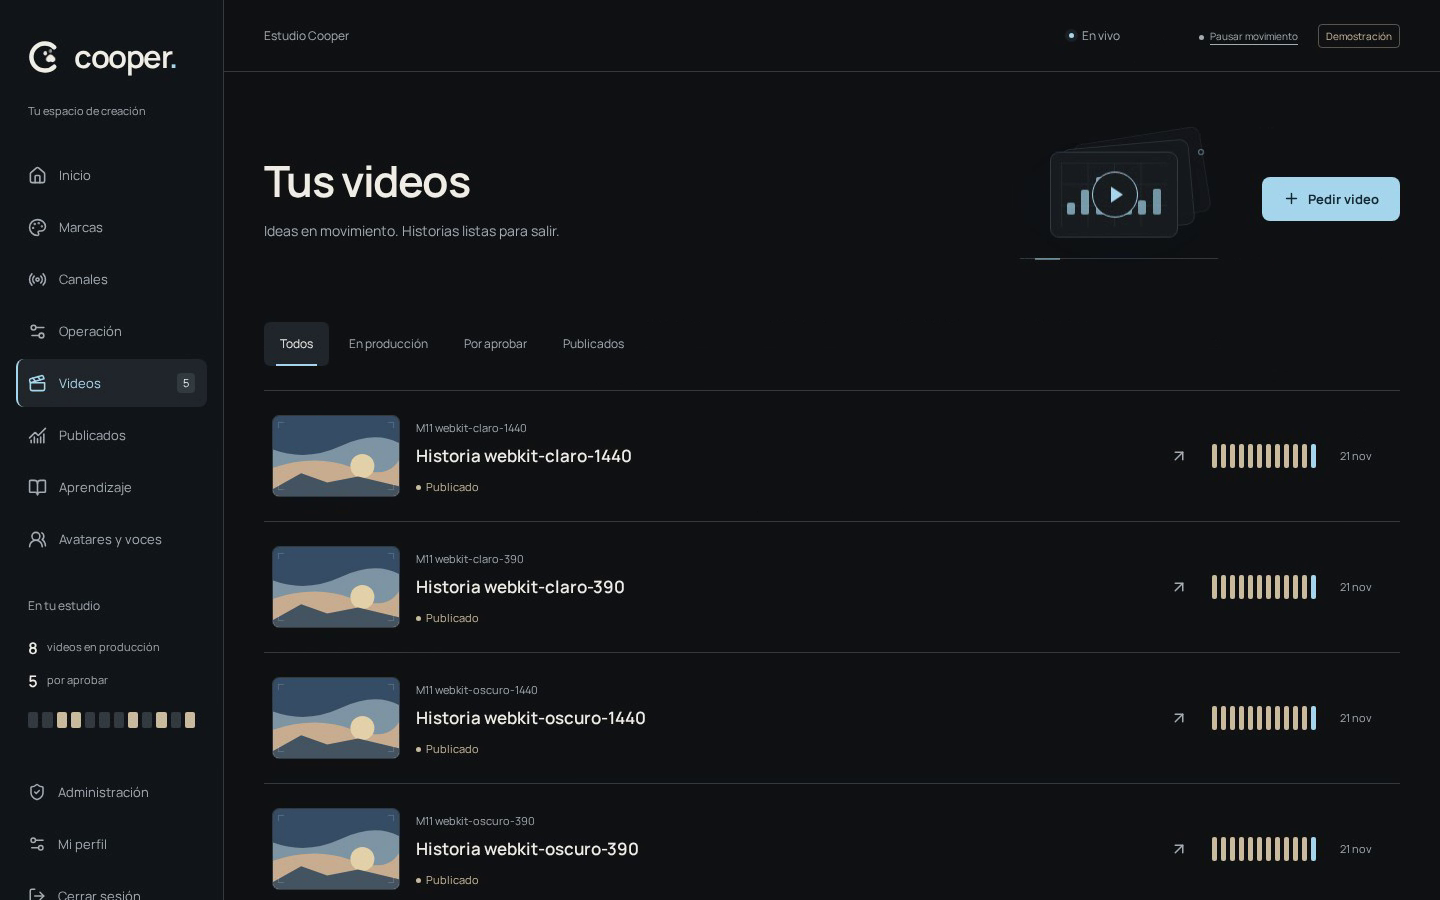 cooper.
Tu espacio de creación
Inicio
Marcas
Canales
Operación
Videos 5
Publicados
Aprendizaje
Avatares y voces
En tu estudio
8 videos en producción
5 por aprobar
Administración
Mi perfil
Cerrar sesión
Estudio Cooper
En vivo
Pausar movimiento
Demostración
Tus videos
Ideas en movimiento. Historias listas para salir.
Pedir video
Todos
En producción
Por aprobar
Publicados
M11 webkit-claro-1440
Historia webkit-claro-1440
Publicado
21 nov
M11 webkit-claro-390
Historia webkit-claro-390
Publicado
21 nov
M11 webkit-oscuro-1440
Historia webkit-oscuro-1440
Publicado
21 nov
M11 webkit-oscuro-390
Historia webkit-oscuro-390
Publicado
21 nov